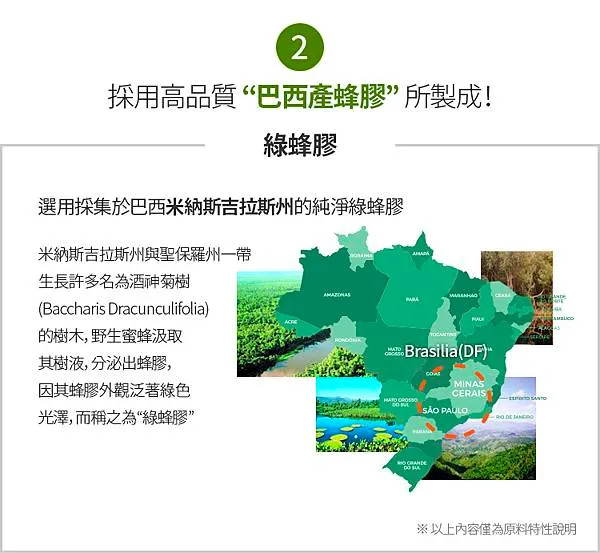 2
採用高品質 “巴西產蜂膠” 所製成！
綠蜂膠
選用採集於巴西米納斯吉拉斯州的純淨綠蜂膠
米納斯吉拉斯州與聖保羅州一帶
生長許多名為酒神菊樹
(Baccharis Dracunculifolia)
的樹木, 野生蜜蜂汲取
其樹液, 分泌出蜂膠,
因其蜂膠外觀泛著綠色
光澤, 而稱之為“綠蜂膠”
RORAIMA
AMAPÁ
AMAZONAS
PARÁ
MARANHAO
CEARÁ
ACRE
RONDÔNIA
TOCANTINS
PIAUI
ALAGOAS
SERGIPE
MATO
GROSSO
Brasilia(DF)
GOIAS
MINAS
GERAIS
MATO GROSSO
DO SUL
ESPÍRITO SANTO
SÃO PAULO
RIO DE JANEIRO
PARANÁ
RIO GRANDE
DO SUL
※ 以上內容僅為原料特性說明